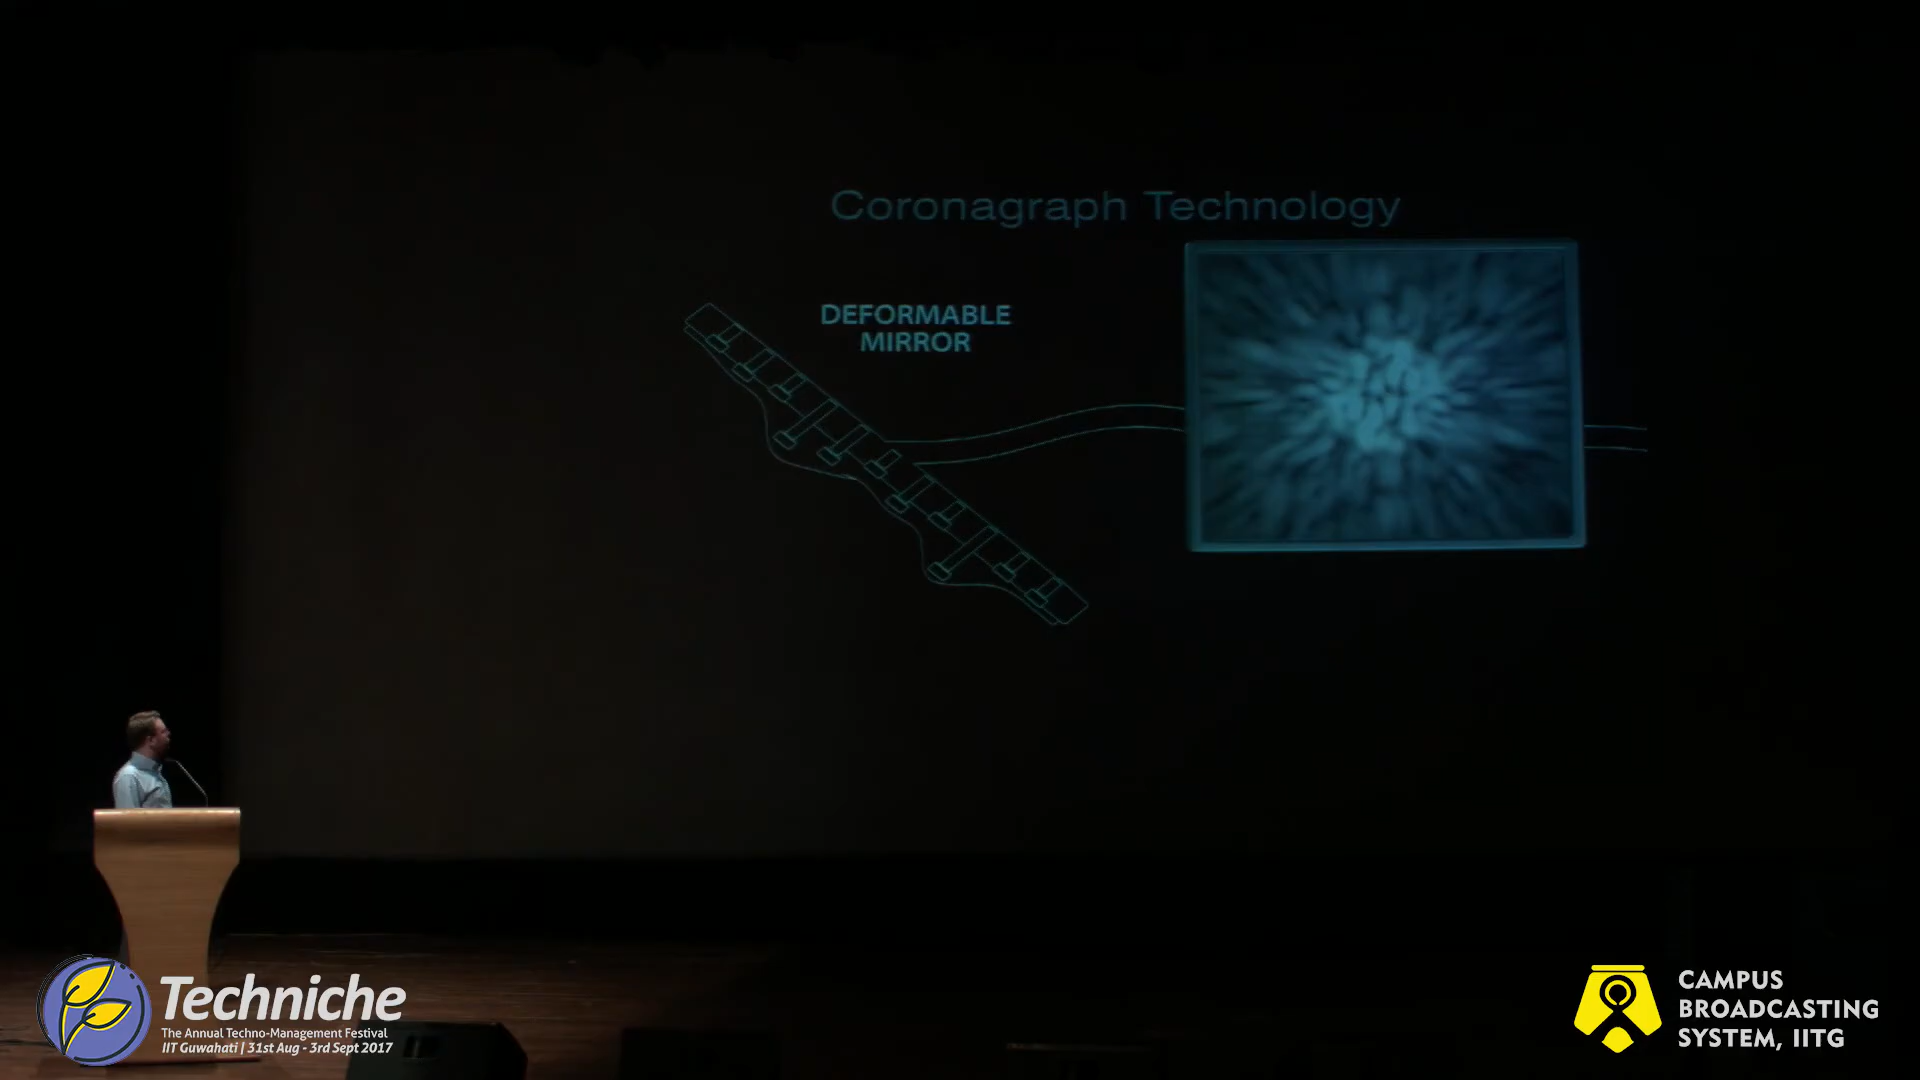 Coronagraph Technology
DEFORMABLE
MIRROR
Techniche
The Annual Techno-Management Festival
IIT Guwahati | 31st Aug - 3rd Sept 2017
CAMPUS
BROADCASTING
SYSTEM, IITG